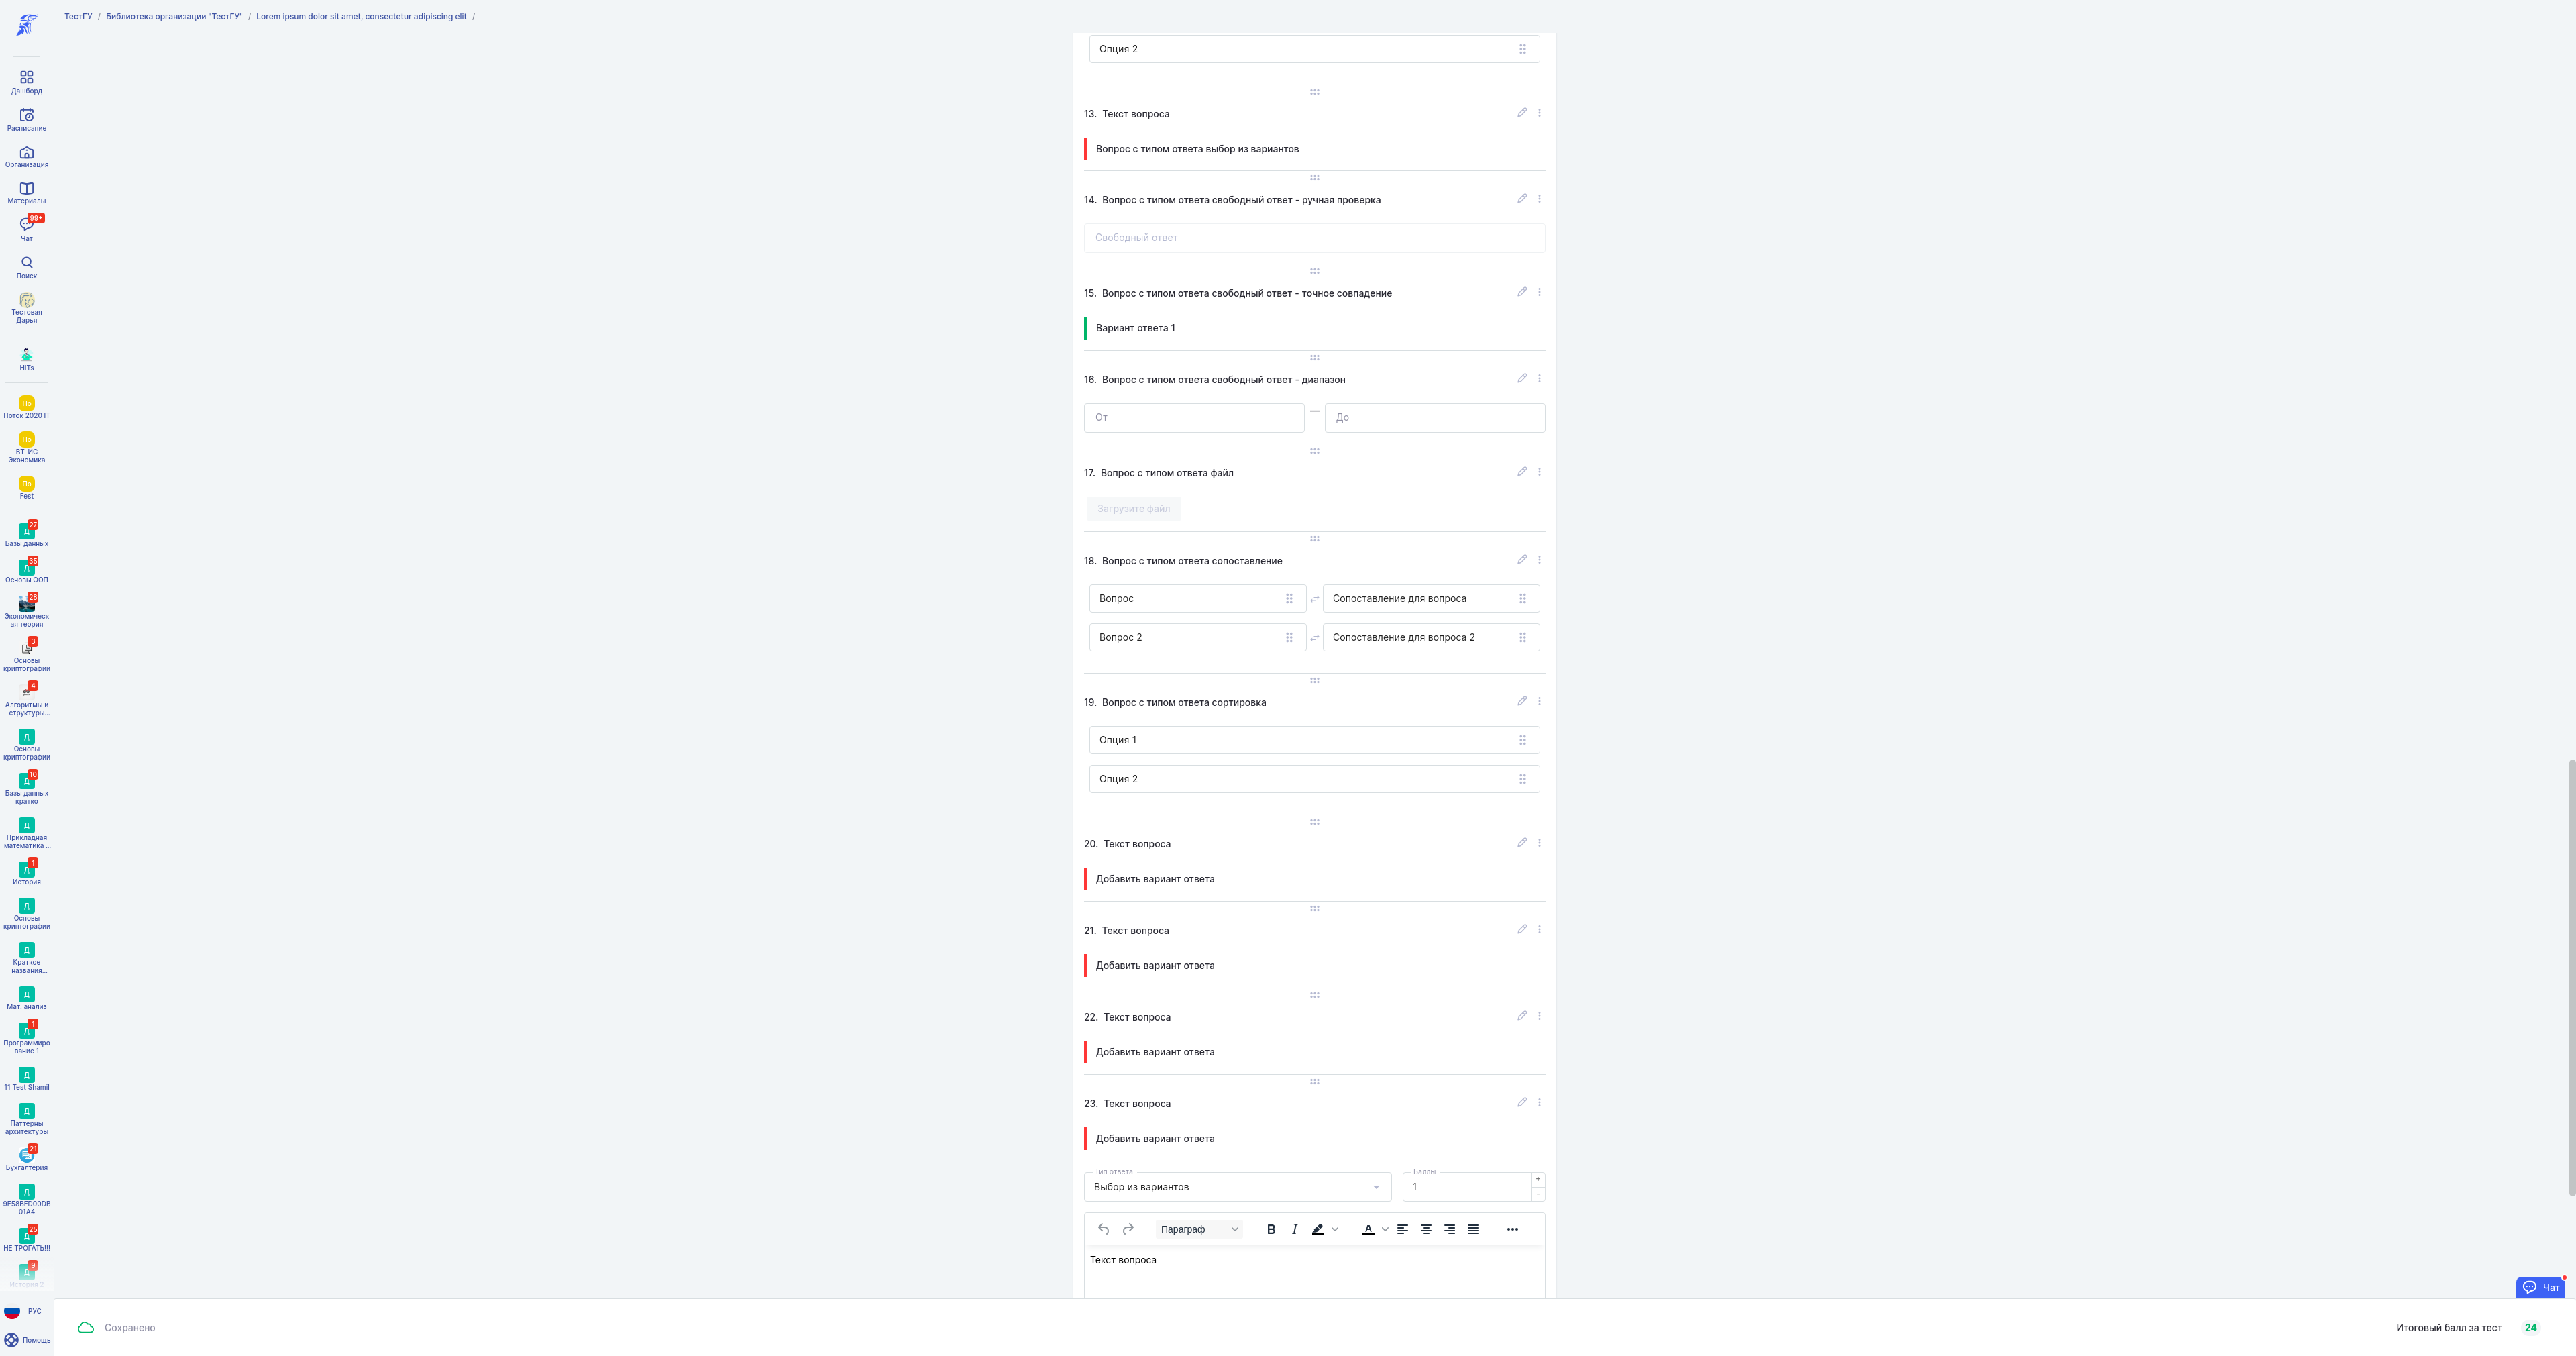 ТестГУ / Библиотека организации "ТестГУ" / Lorem ipsum dolor sit amet, consectetur adipiscing elit /
Дашборд
Расписание
Организация
Материалы
99+
Чат
Поиск
Тестовая
Дарья
HITs
По
Поток 2020 IT
По
ВТ-ИС
Экономика
По
Fest
27
Д
Базы данных
35
Д
Основы ООП
28
Экономическ
ая теория
3
Основы
криптографии
4
Алгоритмы и
структуры...
Д
Основы
криптографии
10
Д
Базы данных
кратко
Д
Прикладная
математика ...
1
Д
История
Д
Основы
криптографии
Д
Краткое
названия...
Д
Мат. анализ
1
Д
Программиро
вание 1
Д
11 Test Shamil
Д
Паттерны
архитектуры
21
Бухгалтерия
Д
9F58BFD00DB
01A4
25
Д
НЕ ТРОГАТЬ!!!
9
Д
История 2
РУС
Помощь
Опция 2
13. Текст вопроса
Вопрос с типом ответа выбор из вариантов
14. Вопрос с типом ответа свободный ответ - ручная проверка
Свободный ответ
15. Вопрос с типом ответа свободный ответ - точное совпадение
Вариант ответа 1
16. Вопрос с типом ответа свободный ответ - диапазон
От — До
17. Вопрос с типом ответа файл
Загрузите файл
18. Вопрос с типом ответа сопоставление
Вопрос Сопоставление для вопроса
Вопрос 2 Сопоставление для вопроса 2
19. Вопрос с типом ответа сортировка
Опция 1
Опция 2
20. Текст вопроса
Добавить вариант ответа
21. Текст вопроса
Добавить вариант ответа
22. Текст вопроса
Добавить вариант ответа
23. Текст вопроса
Добавить вариант ответа
Тип ответа Баллы
Выбор из вариантов 1 + -
Параграф B I A
Текст вопроса
Чат
Сохранено Итоговый балл за тест 24